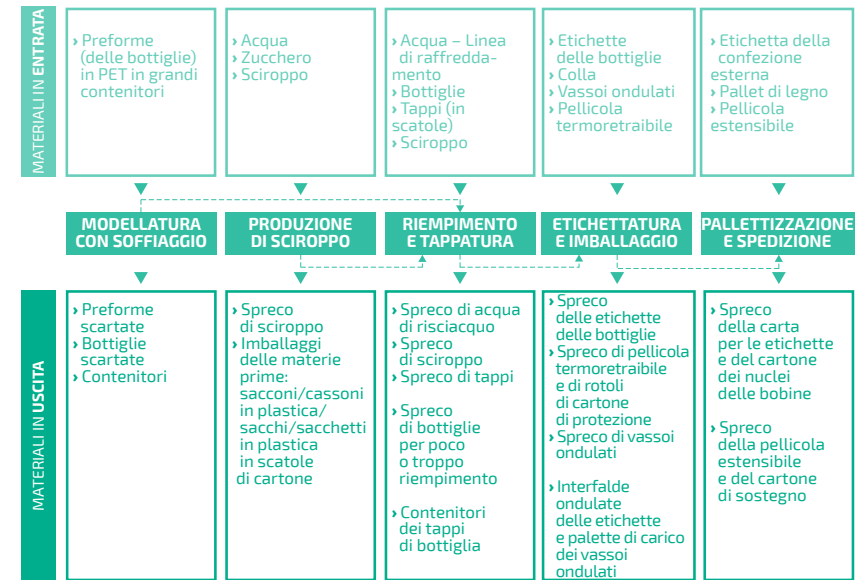 MATERIALI IN ENTRATA
› Preforme
(delle bottiglie)
in PET in grandi
contenitori
› Acqua
› Zucchero
› Sciroppo
› Acqua – Linea
di raffredda-
mento
› Bottiglie
› Tappi (in
scatole)
› Sciroppo
› Etichette
delle bottiglie
› Colla
› Vassoi ondulati
› Pellicola
termoretraibile
› Etichetta della
confezione
esterna
› Pallet di legno
› Pellicola
estensibile
MODELLATURA
CON SOFFIAGGIO
PRODUZIONE
DI SCIROPPO
RIEMPIMENTO
E TAPPATURA
ETICHETTATURA
E IMBALLAGGIO
PALLETTIZZAZIONE
E SPEDIZIONE
MATERIALI IN USCITA
› Preforme
scartate
› Bottiglie
scartate
› Contenitori
› Spreco
di sciroppo
› Imballaggi
delle materie
prime:
sacconi/cassoni
in plastica/
sacchi/sacchetti
in plastica
in scatole
di cartone
› Spreco di acqua
di risciacquo
› Spreco
di sciroppo
› Spreco di tappi
› Spreco
di bottiglie
per poco
o troppo
riempimento
› Contenitori
dei tappi
di bottiglia
› Spreco
delle etichette
delle bottiglie
› Spreco di pellicola
termoretraibile
e di rotoli
di cartone
di protezione
› Spreco di vassoi
ondulati
› Interfalde
ondulate
delle etichette
e palette di carico
dei vassoi
ondulati
› Spreco
della carta
per le etichette
e del cartone
dei nuclei
delle bobine
› Spreco
della pellicola
estensibile
e del cartone
di sostegno